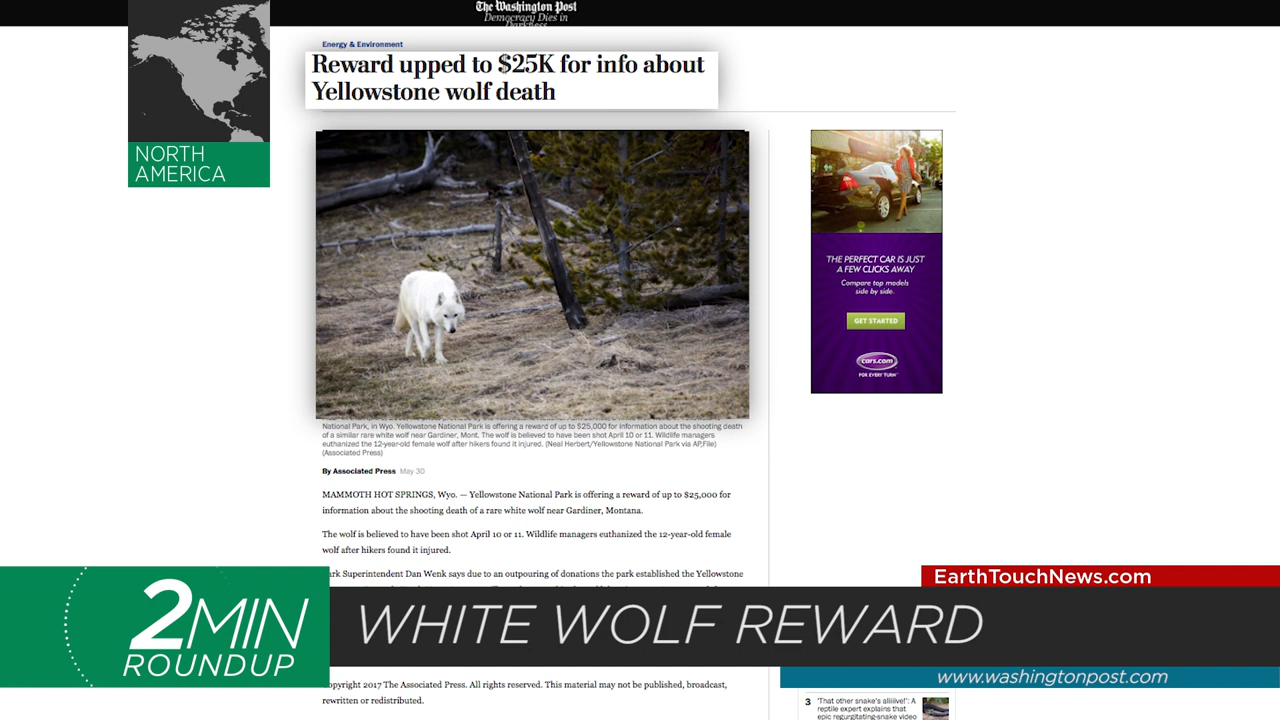 The Washington Post
Democracy Dies in
Darkness
NORTH
AMERICA
Energy & Environment
Reward upped to $25K for info about
Yellowstone wolf death
National Park, in Wyo. Yellowstone National Park is offering a reward of up to $25,000 for information about the shooting death
of a similar rare white wolf near Gardiner, Mont. The wolf is believed to have been shot April 10 or 11. Wildlife managers
euthanized the 12-year-old female wolf after hikers found it injured. (Neal Herbert/Yellowstone National Park via AP,File)
(Associated Press)
By Associated Press May 30
MAMMOTH HOT SPRINGS, Wyo. — Yellowstone National Park is offering a reward of up to $25,000 for
information about the shooting death of a rare white wolf near Gardiner, Montana.
The wolf is believed to have been shot April 10 or 11. Wildlife managers euthanized the 12-year-old female
wolf after hikers found it injured.
Superintendent Dan Wenk says due to an outpouring of donations the park established the Yellowstone
THE PERFECT CAR IS JUST
A FEW CLICKS AWAY
Compare top models
side by side.
GET STARTED
cars.com
FOR EVERY TURN
EarthTouchNews.com
2MIN
ROUNDUP
WHITE WOLF REWARD
www.washingtonpost.com
opyright 2017 The Associated Press. All rights reserved. This material may not be published, broadcast,
rewritten or redistributed.
3 'That other snake's aliiiiive!': A
reptile expert explains that
epic regurgitating-snake video